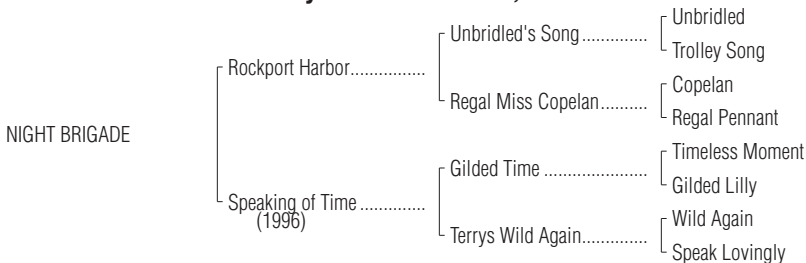 Unbridled
Unbridled's Song..............
Trolley Song
Rockport Harbor................
Copelan
Regal Miss Copelan..........
Regal Pennant
NIGHT BRIGADE
Timeless Moment
Gilded Time ......................
Gilded Lilly
Speaking of Time ..............
(1996)
Wild Again
Terrys Wild Again..............
Speak Lovingly